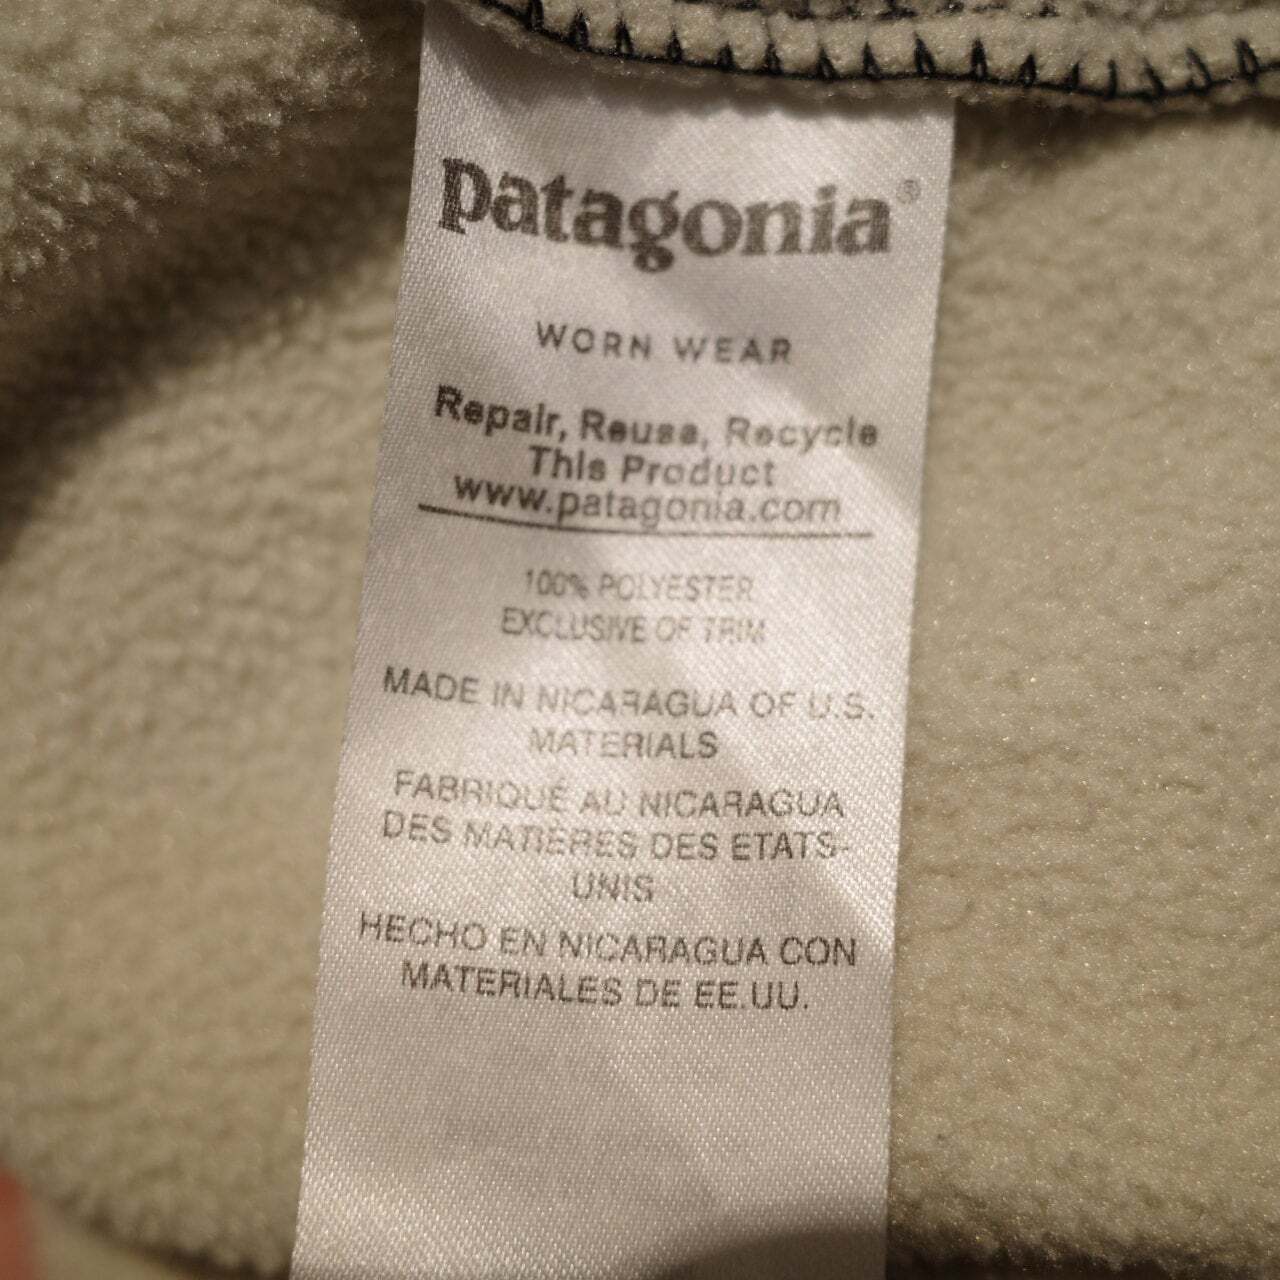 patagonia®
WORN WEAR
Repair, Reuse, Recycle
This Product
www.patagonia.com
100% POLYESTER
EXCLUSIVE OF TRIM
MADE IN NICARAGUA OF U.S.
MATERIALS
FABRIQUÉ AU NICARAGUA
DES MATIÈRES DES ETATS-
UNIS
HECHO EN NICARAGUA CON
MATERIALES DE EE.UU.